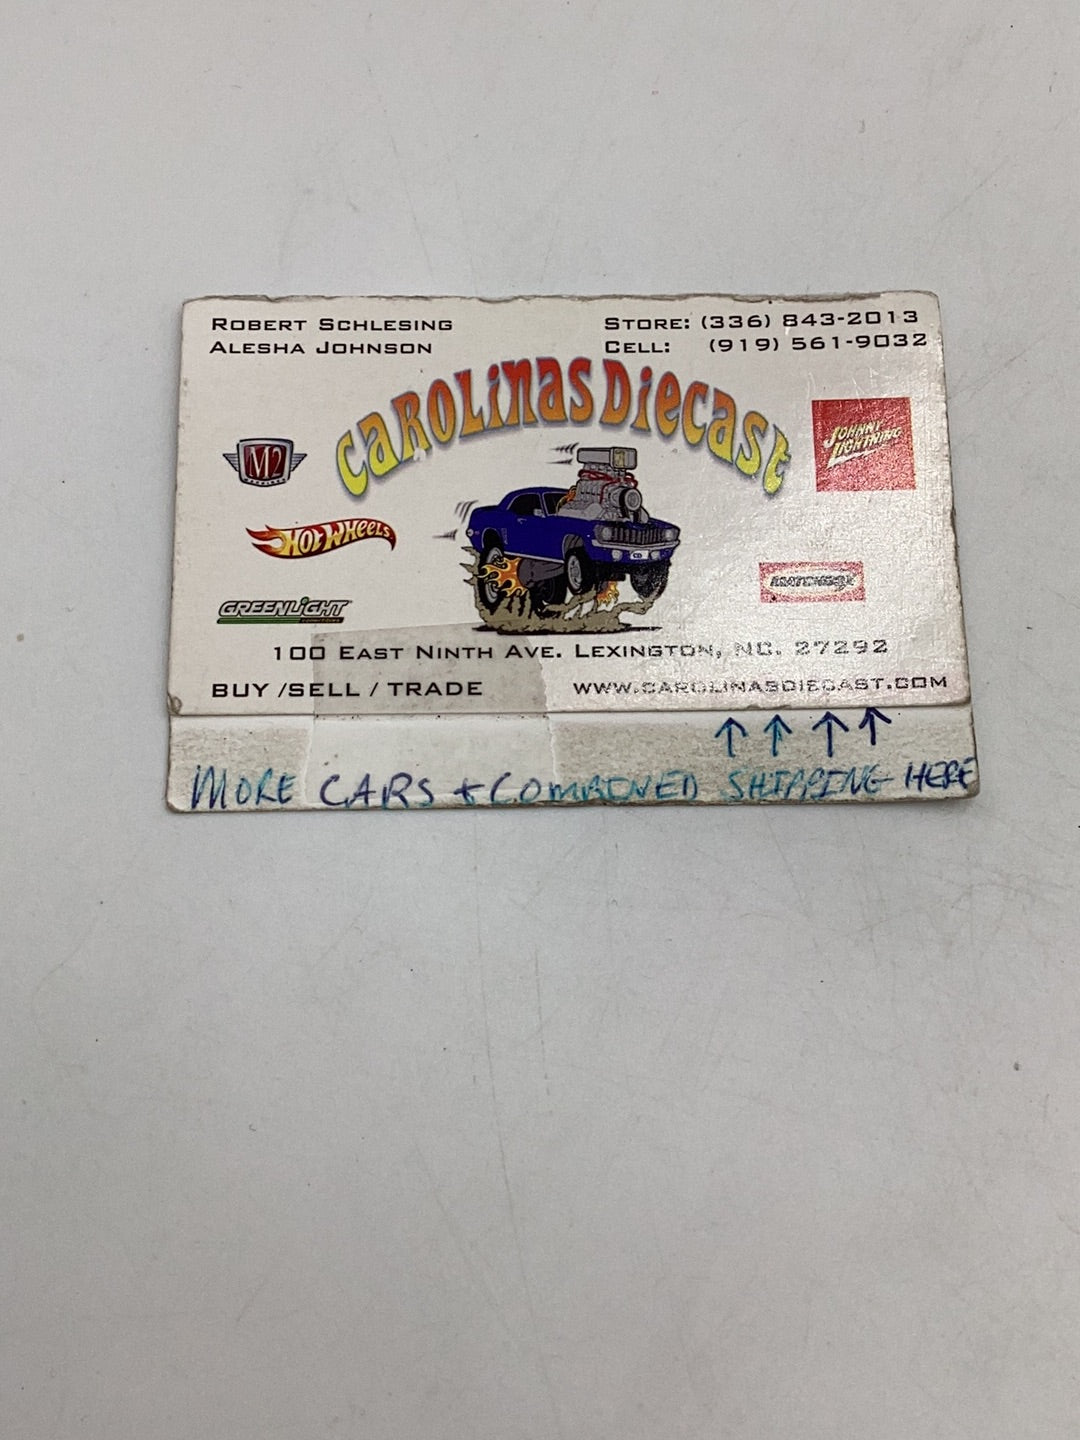 ROBERT SCHLESING
ALESHA JOHNSON
STORE: (336) 843-2013
CELL: (919) 561-9032
CAROLINAS DIECAST
M2
MACHINES
JOHNNY
LIGHTNING
HOT WHEELS
MATCHBOX
GREENLIGHT
100 EAST NINTH AVE. LEXINGTON, NC. 27292
BUY /SELL / TRADE
WWW.CAROLINASDIECAST.COM
MORE CARS + COMBINED SHIPPING HERE